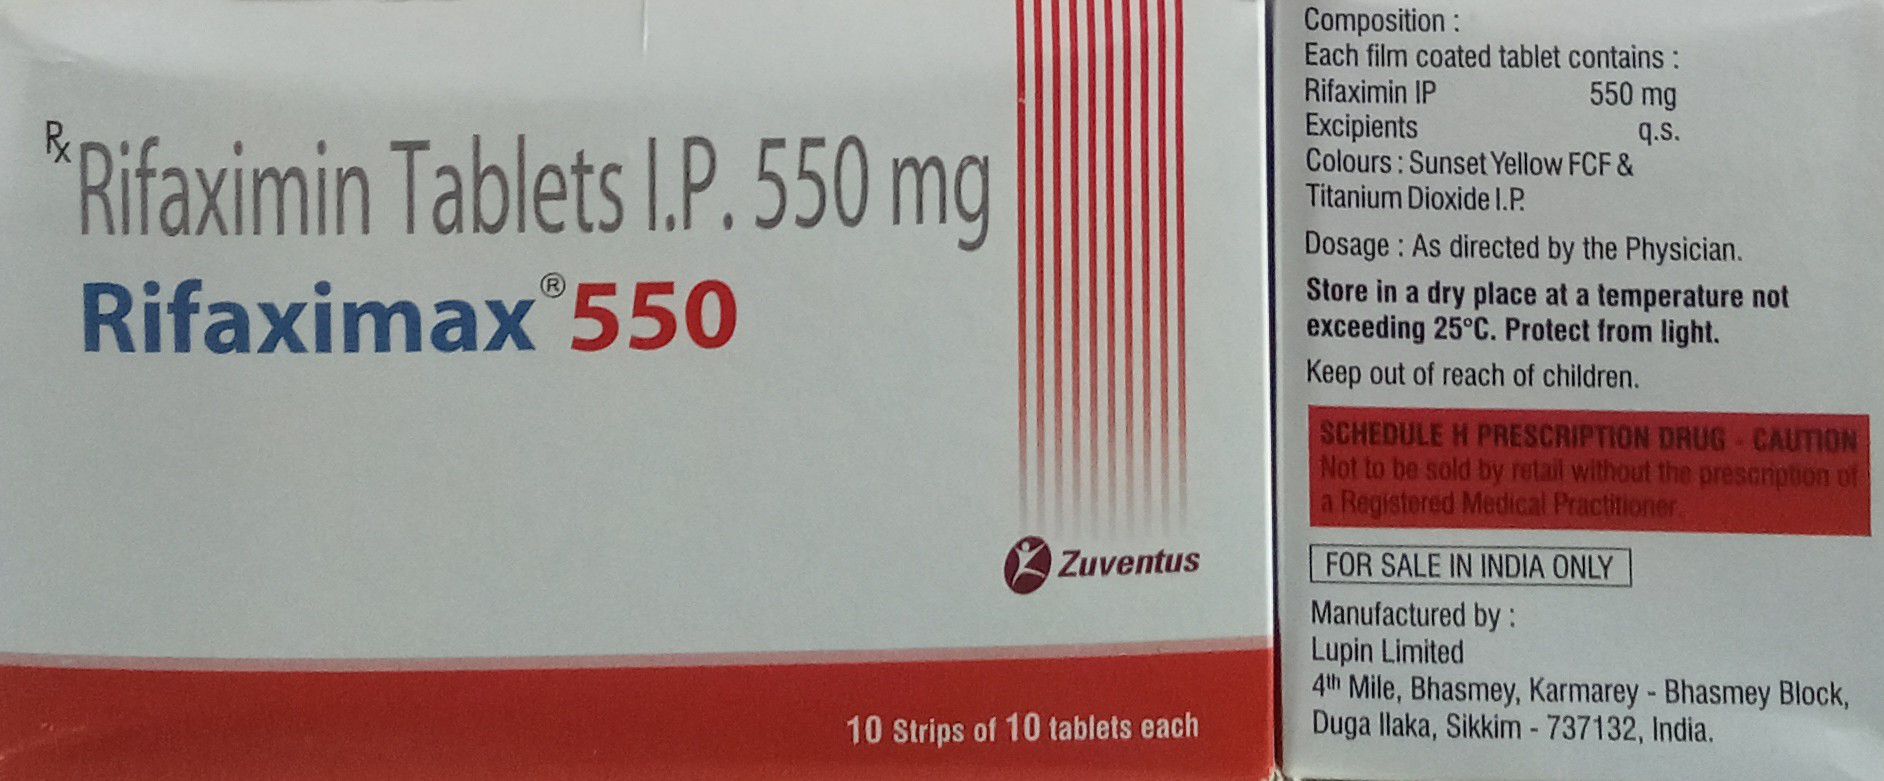 Rx Rifaximin Tablets I.P. 550 mg
Rifaximax® 550
Zuventus
10 Strips of 10 tablets each
Composition :
Each film coated tablet contains :
Rifaximin IP 550 mg
Excipients q.s.
Colours : Sunset Yellow FCF &
Titanium Dioxide I.P.
Dosage : As directed by the Physician.
Store in a dry place at a temperature not
exceeding 25°C. Protect from light.
Keep out of reach of children.
SCHEDULE H PRESCRIPTION DRUG - CAUTION
Not to be sold by retail without the prescription of
a Registered Medical Practitioner.
FOR SALE IN INDIA ONLY
Manufactured by :
Lupin Limited
4th Mile, Bhasmey, Karmarey - Bhasmey Block,
Duga Ilaka, Sikkim - 737132, India.